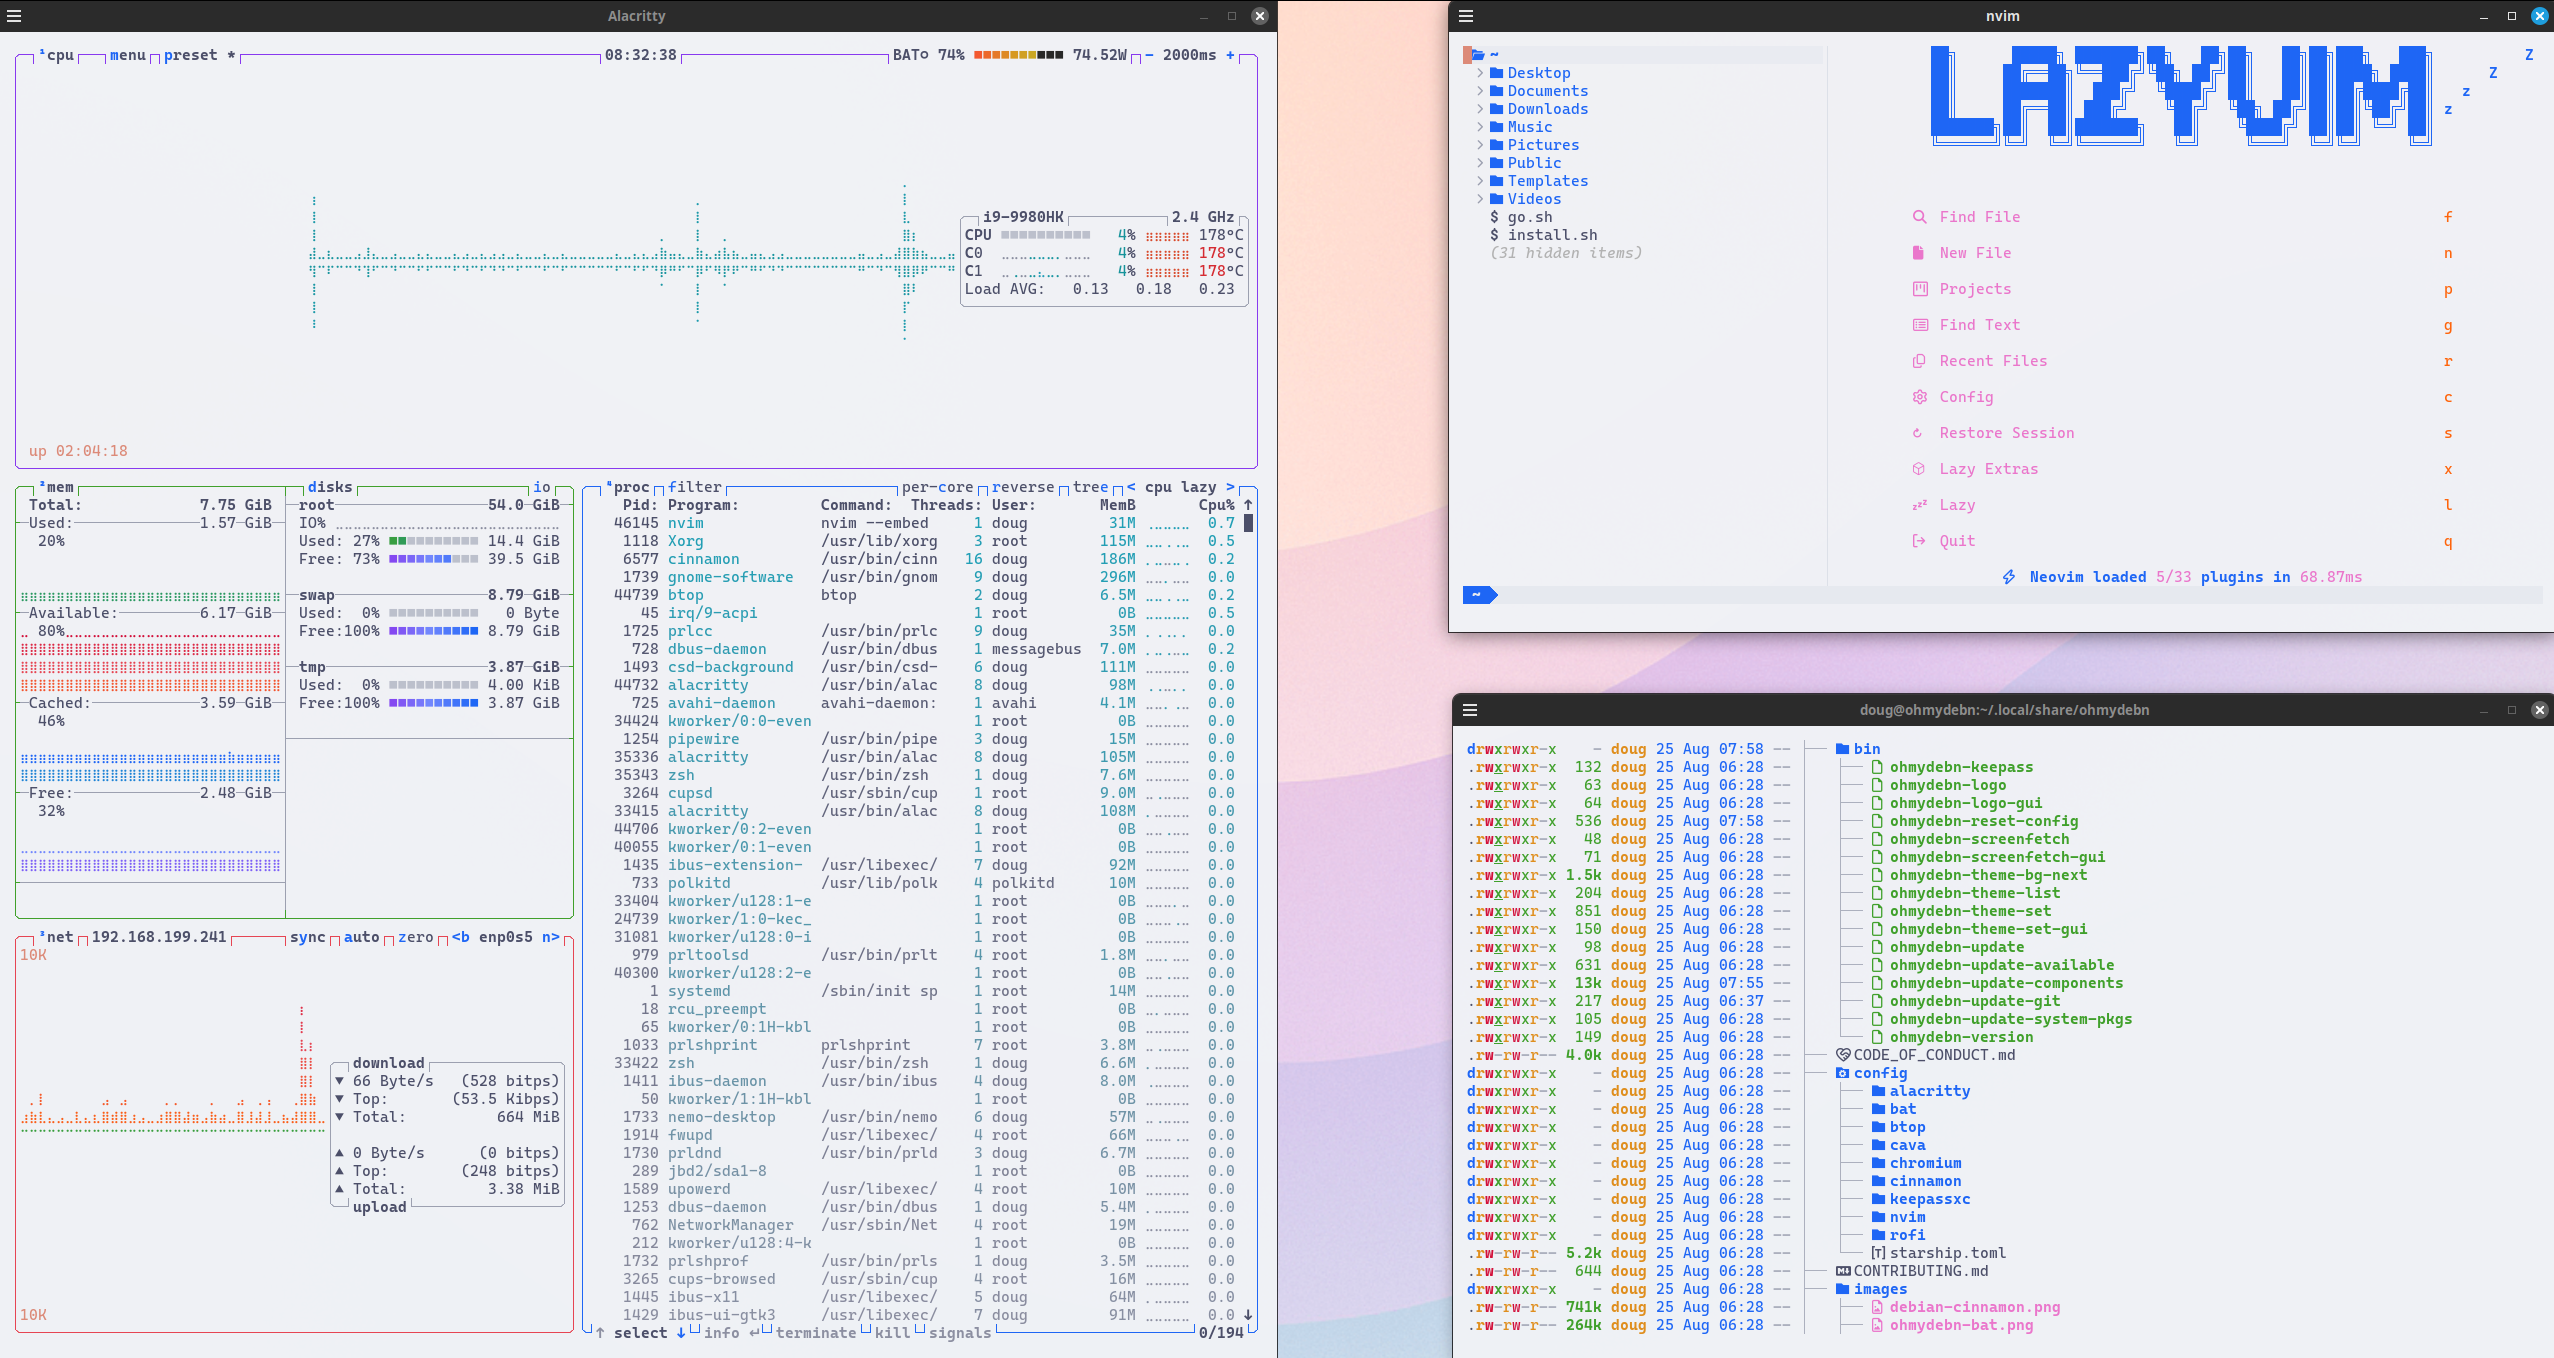 Alacritty
¹cpu menu preset * 08:32:38 BAT○ 74% 74.52W - 2000ms +
i9-9980HK 2.4 GHz
CPU 4% 178°C
C0 4% 178°C
C1 4% 178°C
Load AVG: 0.13 0.18 0.23
up 02:04:18
²mem disks io
Total: 7.75 GiB
Used: 1.57 GiB
20%
Available: 6.17 GiB
80%
Cached: 3.59 GiB
46%
Free: 2.48 GiB
32%
root 54.0 GiB
IO%
Used: 27% 14.4 GiB
Free: 73% 39.5 GiB
swap 8.79 GiB
Used: 0% 0 Byte
Free:100% 8.79 GiB
tmp 3.87 GiB
Used: 0% 4.00 KiB
Free:100% 3.87 GiB
³net 192.168.199.241 sync auto zero <b enp0s5 n>
10K
download
▼ 66 Byte/s (528 bitps)
▼ Top: (53.5 Kibps)
▼ Total: 664 MiB
▲ 0 Byte/s (0 bitps)
▲ Top: (248 bitps)
▲ Total: 3.38 MiB
upload
10K
⁴proc filter per-core reverse tree < cpu lazy >
Pid: Program: Command: Threads: User: MemB Cpu% ↑
46145 nvim nvim --embed 1 doug 31M 0.7
1118 Xorg /usr/lib/xorg 3 root 115M 0.5
6577 cinnamon /usr/bin/cinn 16 doug 186M 0.2
1739 gnome-software /usr/bin/gnom 9 doug 296M 0.0
44739 btop btop 2 doug 6.5M 0.2
45 irq/9-acpi 1 root 0B 0.5
1725 prlcc /usr/bin/prlc 9 doug 35M 0.0
728 dbus-daemon /usr/bin/dbus 1 messagebus 7.0M 0.2
1493 csd-background /usr/bin/csd- 6 doug 111M 0.0
44732 alacritty /usr/bin/alac 8 doug 98M 0.0
725 avahi-daemon avahi-daemon: 1 avahi 4.1M 0.0
34424 kworker/0:0-even 1 root 0B 0.0
1254 pipewire /usr/bin/pipe 3 doug 15M 0.0
35336 alacritty /usr/bin/alac 8 doug 105M 0.0
35343 zsh /usr/bin/zsh 1 doug 7.6M 0.0
3264 cupsd /usr/sbin/cup 1 root 9.0M 0.0
33415 alacritty /usr/bin/alac 8 doug 108M 0.0
44706 kworker/0:2-even 1 root 0B 0.0
40055 kworker/0:1-even 1 root 0B 0.0
1435 ibus-extension- /usr/libexec/ 7 doug 92M 0.0
733 polkitd /usr/lib/polk 4 polkitd 10M 0.0
33404 kworker/u128:1-e 1 root 0B 0.0
24739 kworker/1:0-kec_ 1 root 0B 0.0
31081 kworker/u128:0-i 1 root 0B 0.0
979 prltoolsd /usr/bin/prlt 4 root 1.8M 0.0
40300 kworker/u128:2-e 1 root 0B 0.0
1 systemd /sbin/init sp 1 root 14M 0.0
18 rcu_preempt 1 root 0B 0.0
65 kworker/0:1H-kbl 1 root 0B 0.0
1033 prlshprint prlshprint 7 root 3.8M 0.0
33422 zsh /usr/bin/zsh 1 doug 6.6M 0.0
1411 ibus-daemon /usr/bin/ibus 4 doug 8.0M 0.0
50 kworker/1:1H-kbl 1 root 0B 0.0
1733 nemo-desktop /usr/bin/nemo 6 doug 57M 0.0
1914 fwupd /usr/libexec/ 4 root 66M 0.0
1730 prldnd /usr/bin/prld 3 doug 6.7M 0.0
289 jbd2/sda1-8 1 root 0B 0.0
1589 upowerd /usr/libexec/ 4 root 10M 0.0
1253 dbus-daemon /usr/bin/dbus 1 doug 5.4M 0.0
762 NetworkManager /usr/sbin/Net 4 root 19M 0.0
212 kworker/u128:4-k 1 root 0B 0.0
1732 prlshprof /usr/bin/prls 1 doug 3.5M 0.0
3265 cups-browsed /usr/sbin/cup 4 root 16M 0.0
1445 ibus-x11 /usr/libexec/ 5 doug 64M 0.0
1429 ibus-ui-gtk3 /usr/libexec/ 7 doug 91M 0.0 ↓
↑ select ↓ info ↵ terminate kill signals 0/194
nvim
~
Desktop
Documents
Downloads
Music
Pictures
Public
Templates
Videos
$ go.sh
$ install.sh
(31 hidden items)
LAZYVIM z z Z Z
Find File f
New File n
Projects p
Find Text g
Recent Files r
Config c
Restore Session s
Lazy Extras x
Lazy l
Quit q
Neovim loaded 5/33 plugins in 68.87ms
~
doug@ohmydebn:~/.local/share/ohmydebn
drwxrwxr-x - doug 25 Aug 07:58 -- bin
.rwxrwxr-x 132 doug 25 Aug 06:28 -- ohmydebn-keepass
.rwxrwxr-x 63 doug 25 Aug 06:28 -- ohmydebn-logo
.rwxrwxr-x 64 doug 25 Aug 06:28 -- ohmydebn-logo-gui
.rwxrwxr-x 536 doug 25 Aug 07:58 -- ohmydebn-reset-config
.rwxrwxr-x 48 doug 25 Aug 06:28 -- ohmydebn-screenfetch
.rwxrwxr-x 71 doug 25 Aug 06:28 -- ohmydebn-screenfetch-gui
.rwxrwxr-x 1.5k doug 25 Aug 06:28 -- ohmydebn-theme-bg-next
.rwxrwxr-x 204 doug 25 Aug 06:28 -- ohmydebn-theme-list
.rwxrwxr-x 851 doug 25 Aug 06:28 -- ohmydebn-theme-set
.rwxrwxr-x 150 doug 25 Aug 06:28 -- ohmydebn-theme-set-gui
.rwxrwxr-x 98 doug 25 Aug 06:28 -- ohmydebn-update
.rwxrwxr-x 631 doug 25 Aug 06:28 -- ohmydebn-update-available
.rwxrwxr-x 13k doug 25 Aug 07:55 -- ohmydebn-update-components
.rwxrwxr-x 217 doug 25 Aug 06:37 -- ohmydebn-update-git
.rwxrwxr-x 105 doug 25 Aug 06:28 -- ohmydebn-update-system-pkgs
.rwxrwxr-x 149 doug 25 Aug 06:28 -- ohmydebn-version
.rw-rw-r-- 4.0k doug 25 Aug 06:28 -- CODE_OF_CONDUCT.md
drwxrwxr-x - doug 25 Aug 06:28 -- config
drwxrwxr-x - doug 25 Aug 06:28 -- alacritty
drwxrwxr-x - doug 25 Aug 06:28 -- bat
drwxrwxr-x - doug 25 Aug 06:28 -- btop
drwxrwxr-x - doug 25 Aug 06:28 -- cava
drwxrwxr-x - doug 25 Aug 06:28 -- chromium
drwxrwxr-x - doug 25 Aug 06:28 -- cinnamon
drwxrwxr-x - doug 25 Aug 06:28 -- keepassxc
drwxrwxr-x - doug 25 Aug 06:28 -- nvim
drwxrwxr-x - doug 25 Aug 06:28 -- rofi
.rw-rw-r-- 5.2k doug 25 Aug 06:28 -- starship.toml
.rw-rw-r-- 644 doug 25 Aug 06:28 -- CONTRIBUTING.md
drwxrwxr-x - doug 25 Aug 06:28 -- images
.rw-rw-r-- 741k doug 25 Aug 06:28 -- debian-cinnamon.png
.rw-rw-r-- 264k doug 25 Aug 06:28 -- ohmydebn-bat.png